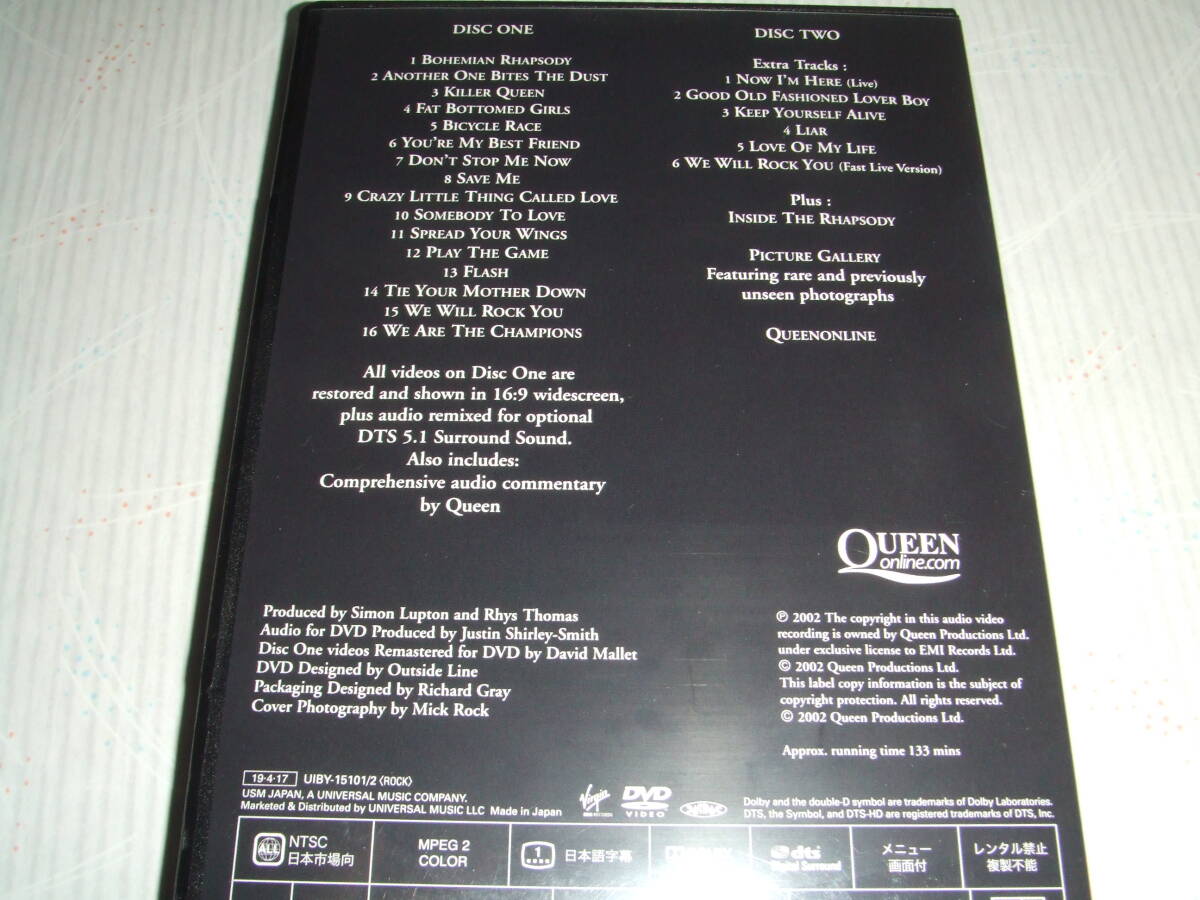 DISC ONE
1 BOHEMIAN RHAPSODY
2 ANOTHER ONE BITES THE DUST
3 KILLER QUEEN
4 FAT BOTTOMED GIRLS
5 BICYCLE RACE
6 YOU'RE MY BEST FRIEND
7 DON'T STOP ME NOW
8 SAVE ME
9 CRAZY LITTLE THING CALLED LOVE
10 SOMEBODY TO LOVE
11 SPREAD YOUR WINGS
12 PLAY THE GAME
13 FLASH
14 TIE YOUR MOTHER DOWN
15 WE WILL ROCK YOU
16 WE ARE THE CHAMPIONS
All videos on Disc One are
restored and shown in 16:9 widescreen,
plus audio remixed for optional
DTS 5.1 Surround Sound.
Also includes:
Comprehensive audio commentary
by Queen
DISC TWO
Extra Tracks :
1 NOW I'M HERE (Live)
2 GOOD OLD FASHIONED LOVER BOY
3 KEEP YOURSELF ALIVE
4 LIAR
5 LOVE OF MY LIFE
6 WE WILL ROCK YOU (Fast Live Version)
Plus :
INSIDE THE RHAPSODY
PICTURE GALLERY
Featuring rare and previously
unseen photographs
QUEENONLINE
QUEEN
online.com
Produced by Simon Lupton and Rhys Thomas
Audio for DVD Produced by Justin Shirley-Smith
Disc One videos Remastered for DVD by David Mallet
DVD Designed by Outside Line
Packaging Designed by Richard Gray
Cover Photography by Mick Rock
℗ 2002 The copyright in this audio video
recording is owned by Queen Productions Ltd.
under exclusive license to EMI Records Ltd.
© 2002 Queen Productions Ltd.
This label copy information is the subject of
copyright protection. All rights reserved.
© 2002 Queen Productions Ltd.
Approx. running time 133 mins
19・4・17 UIBY-15101/2 〈ROCK〉
USM JAPAN, A UNIVERSAL MUSIC COMPANY.
Marketed & Distributed by UNIVERSAL MUSIC LLC Made in Japan
Virgin
DVD
VIDEO
Dolby and the double-D symbol are trademarks of Dolby Laboratories.
DTS, the Symbol, and DTS-HD are registered trademarks of DTS, Inc.
ALL
NTSC
日本市場向
MPEG 2
COLOR
1
日本語字幕
dts
Digital Surround
メニュー
画面付
レンタル禁止
複製不能